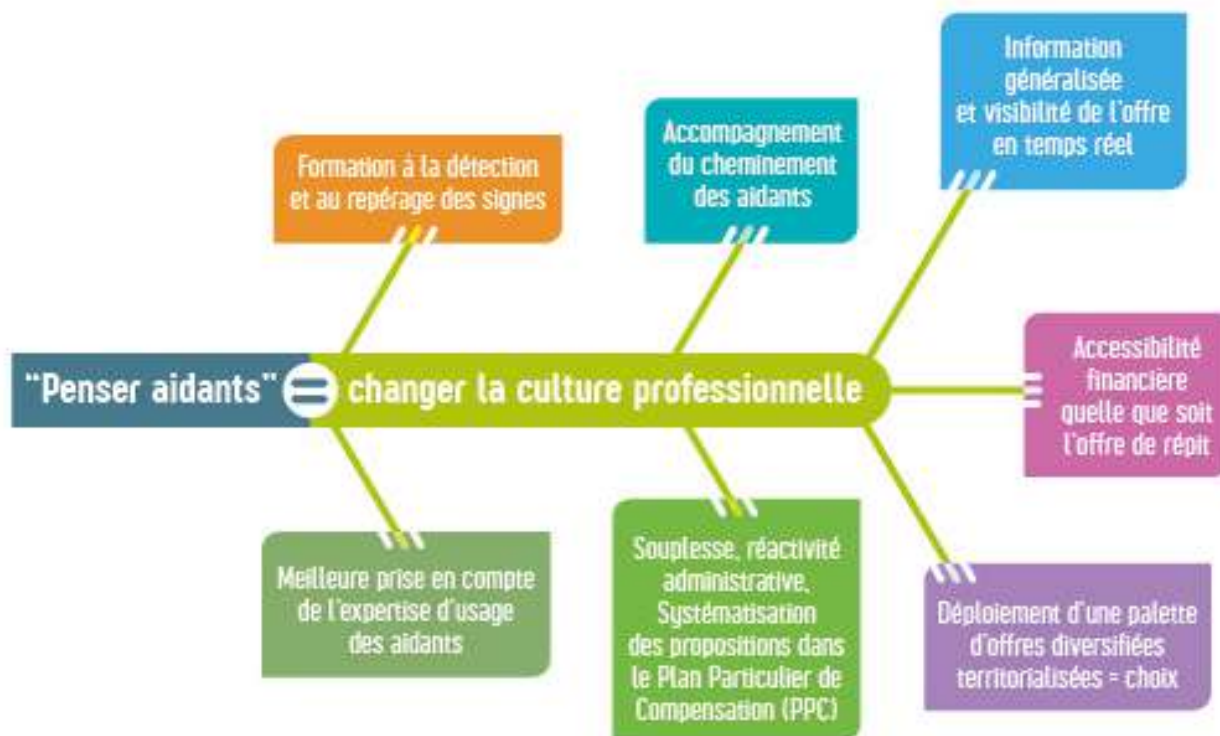 Information
généralisée
et visibilité de l'offre
en temps réel
Accompagnement
du cheminement
des aidants
Formation à la détection
et au repérage des signes
"Penser aidants" = changer la culture professionnelle
Accessibilité
financière
quelle que soit
l'offre de répit
Meilleure prise en compte
de l'expertise d'usage
des aidants
Souplesse, réactivité
administrative,
Systématisation
des propositions dans
le Plan Particulier de
Compensation (PPC)
Déploiement d'une palette
d'offres diversifiées
territorialisées = choix